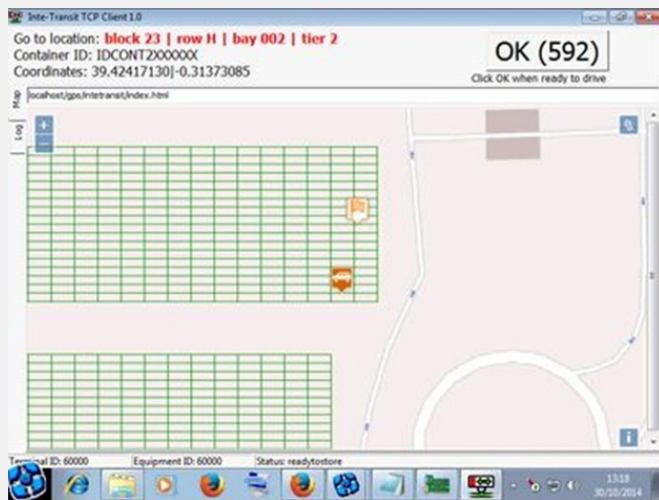 Inte-Transit TCP Client 1.0
Go to location: block 23 | row H | bay 002 | tier 2
Container ID: IDCONT2XXXXXX
Coordinates: 39.42417130|-0.31373085
OK (592)
Click OK when ready to drive
Map
localhost/gps/intetransit/index.html
Log
+
−
i
Terminal ID: 60000 Equipment ID: 60000 Status: readytostore
13:18
30/10/2014